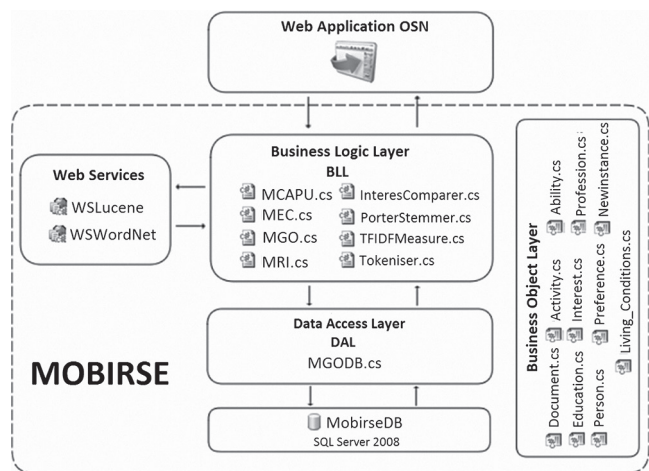 Web Application OSN
Web Services
WSLucene
WSWordNet
Business Logic Layer
BLL
MCAPU.cs
MEC.cs
MGO.cs
MRI.cs
InteresComparer.cs
PorterStemmer.cs
TFIDFMeasure.cs
Tokeniser.cs
Data Access Layer
DAL
MGODB.cs
MobirseDB
SQL Server 2008
MOBIRSE
Business Object Layer
Document.cs
Activity.cs
Ability.cs
Education.cs
Interest.cs
Profession.cs
Person.cs
Preference.cs
Newinstance.cs
Living_Conditions.cs